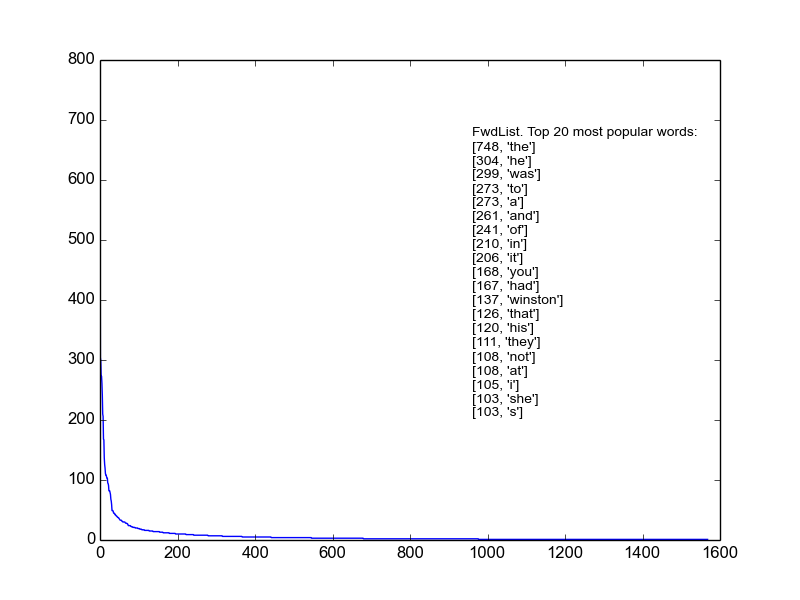 800
700
600
500
400
300
200
100
0
FwdList. Top 20 most popular words:
[748, 'the']
[304, 'he']
[299, 'was']
[273, 'to']
[273, 'a']
[261, 'and']
[241, 'of']
[210, 'in']
[206, 'it']
[168, 'you']
[167, 'had']
[137, 'winston']
[126, 'that']
[120, 'his']
[111, 'they']
[108, 'not']
[108, 'at']
[105, 'i']
[103, 'she']
[103, 's']
0 200 400 600 800 1000 1200 1400 1600